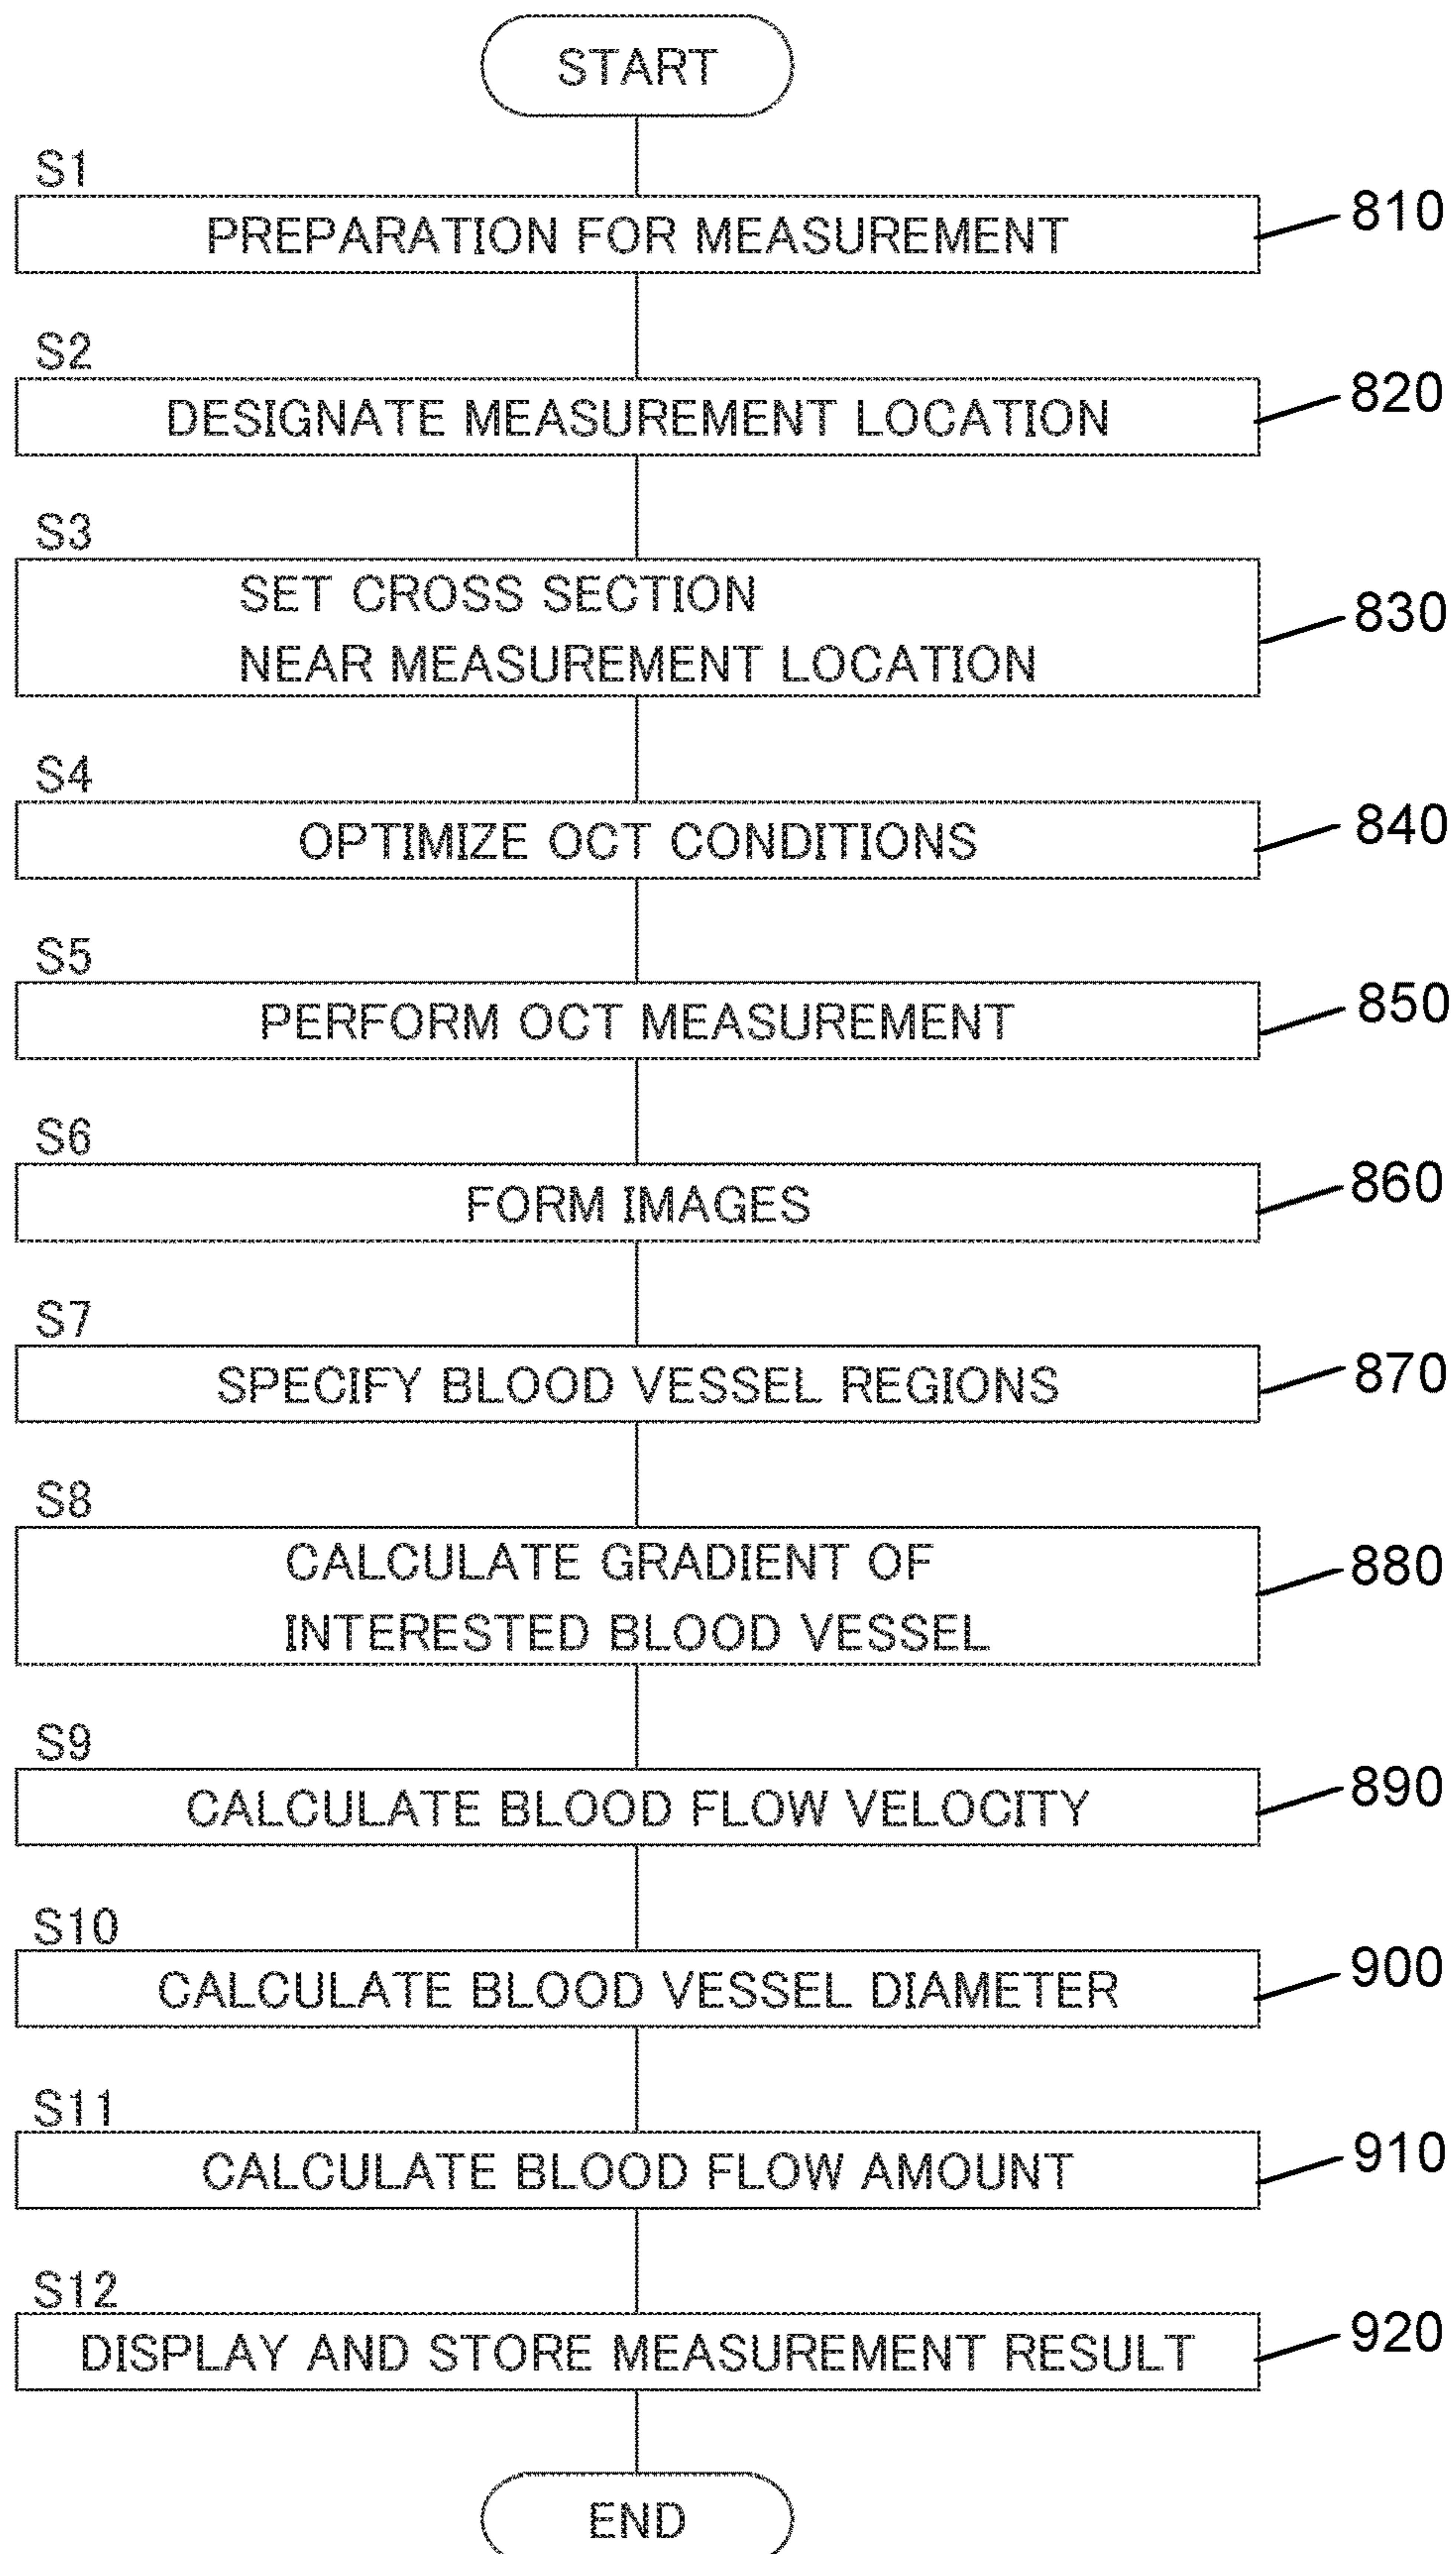 START
S1
PREPARATION FOR MEASUREMENT
810
S2
DESIGNATE MEASUREMENT LOCATION
820
S3
SET CROSS SECTION
NEAR MEASUREMENT LOCATION
830
S4
OPTIMIZE OCT CONDITIONS
840
S5
PERFORM OCT MEASUREMENT
850
S6
FORM IMAGES
860
S7
SPECIFY BLOOD VESSEL REGIONS
870
S8
CALCULATE GRADIENT OF
INTERESTED BLOOD VESSEL
880
S9
CALCULATE BLOOD FLOW VELOCITY
890
S10
CALCULATE BLOOD VESSEL DIAMETER
900
S11
CALCULATE BLOOD FLOW AMOUNT
910
S12
DISPLAY AND STORE MEASUREMENT RESULT
920
END